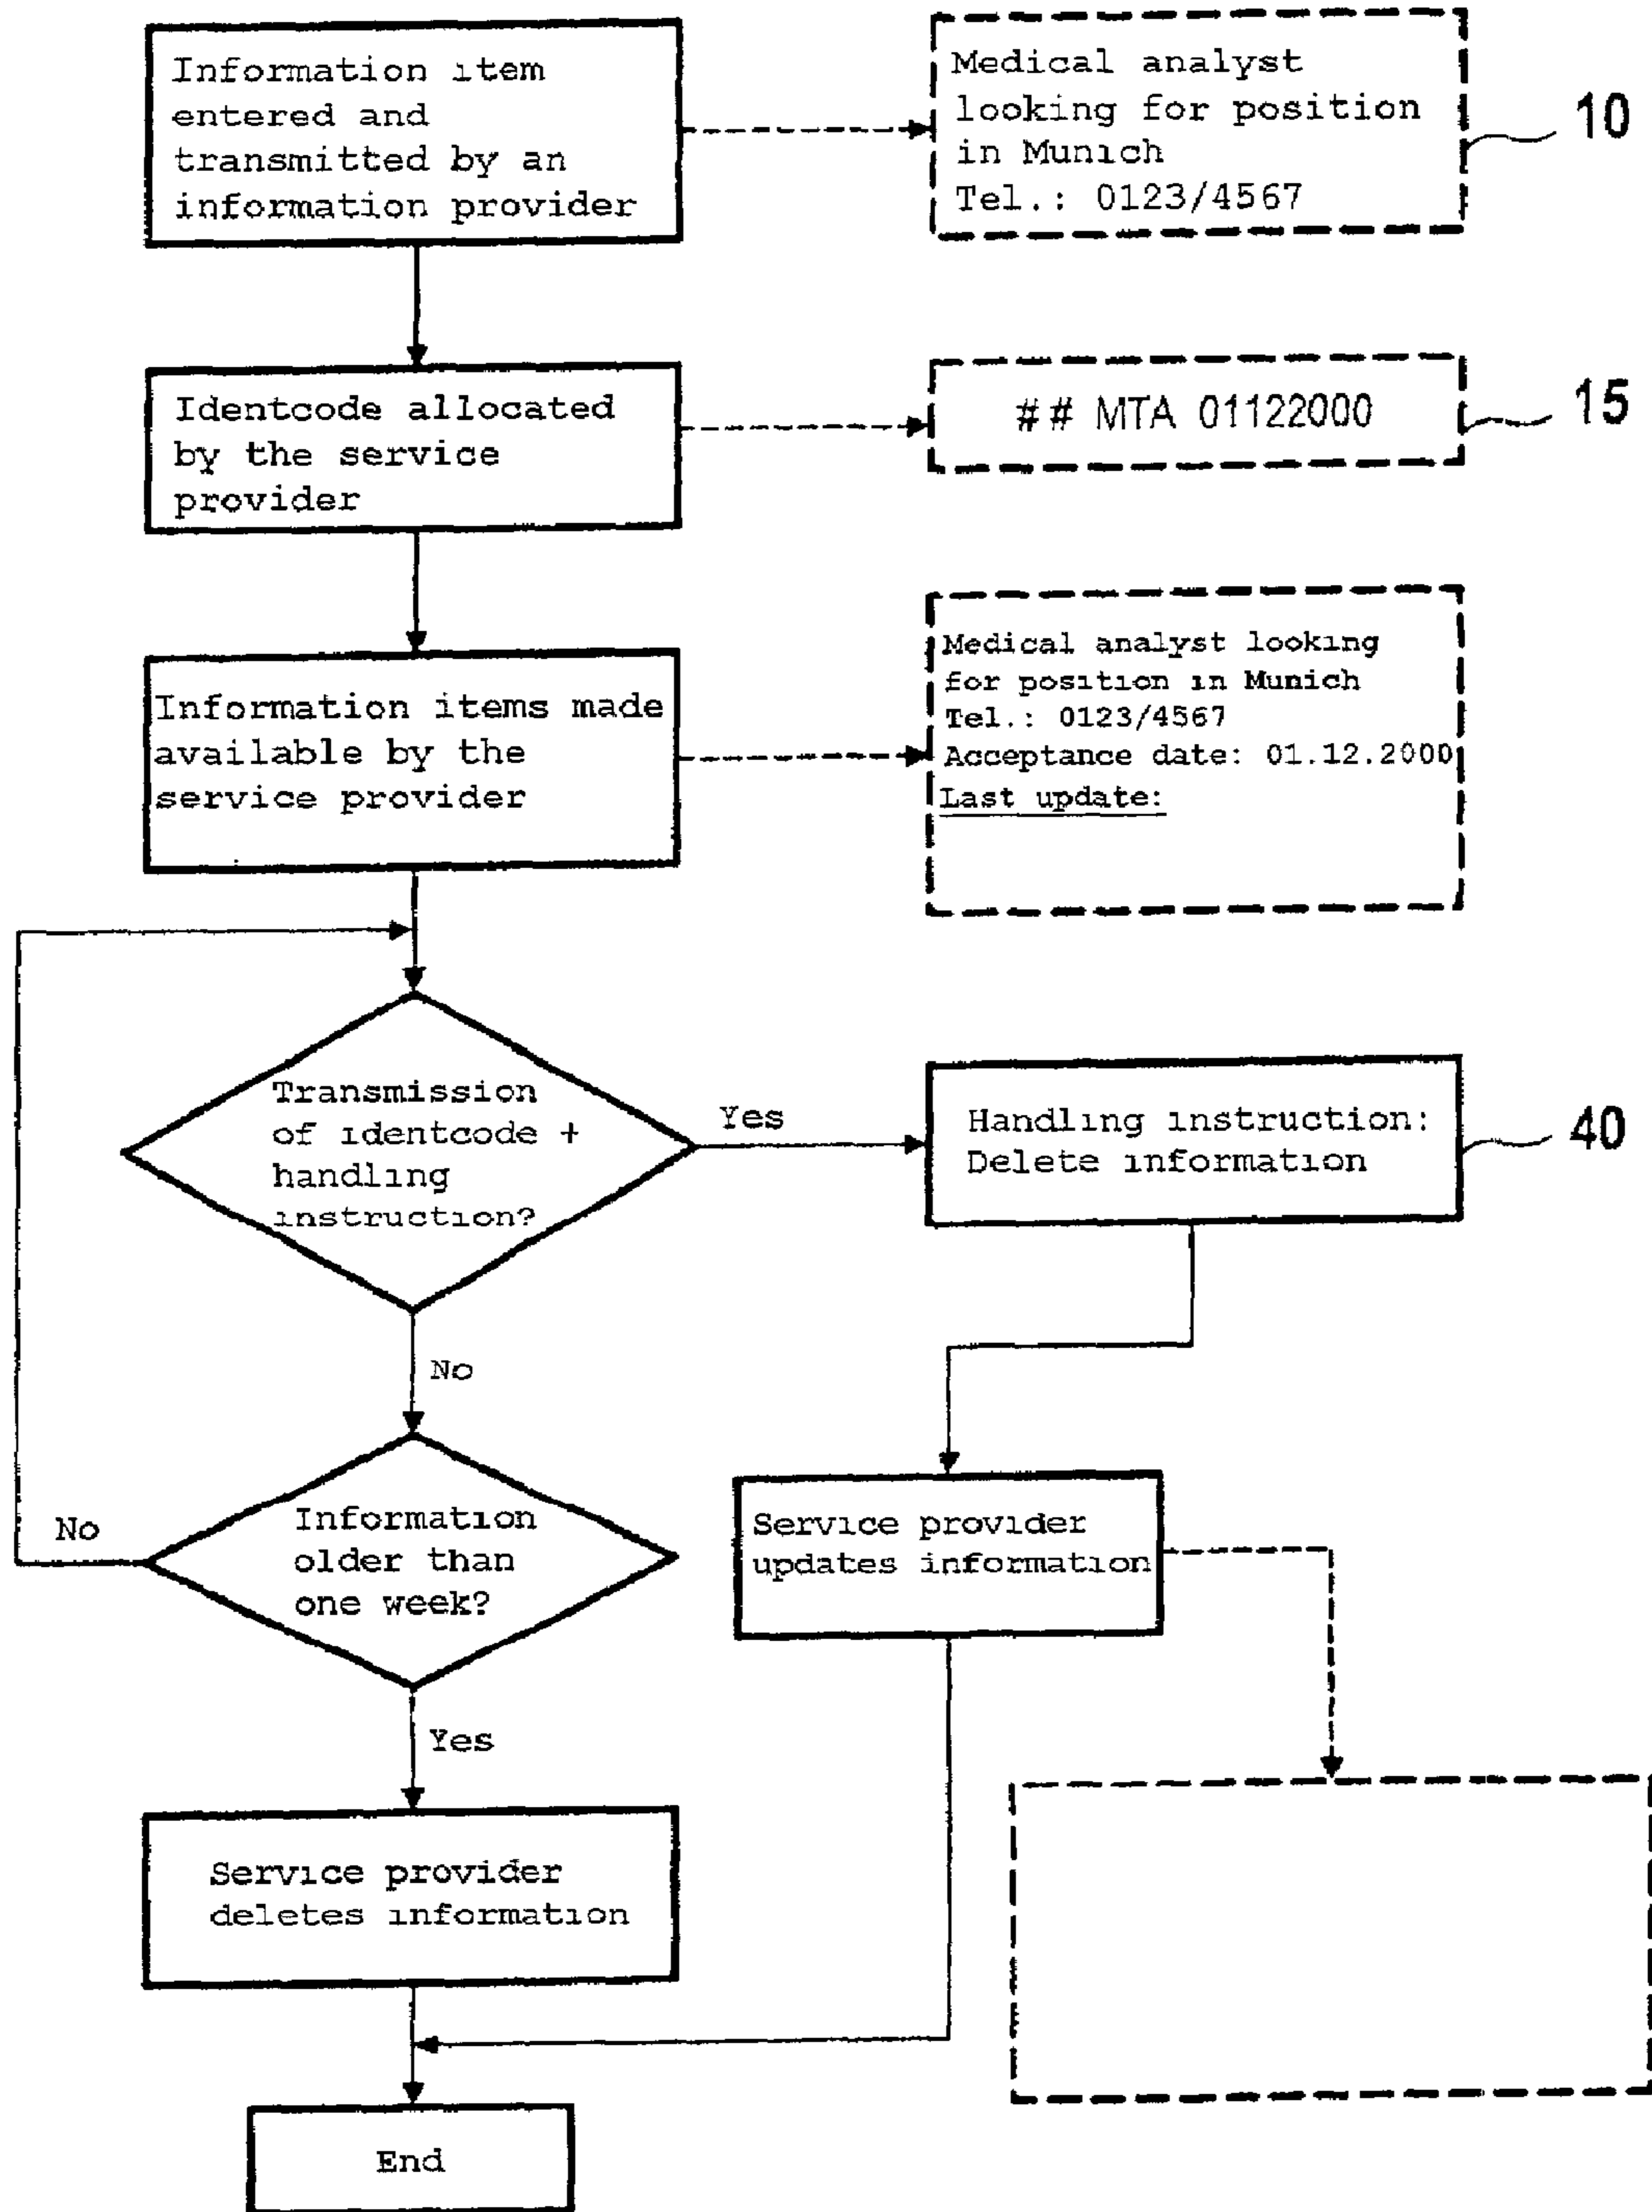 Information item
entered and
transmitted by an
information provider
Medical analyst
looking for position
in Munich
Tel.: 0123/4567
10
Identcode allocated
by the service
provider
## MTA 01122000
15
Information items made
available by the
service provider
Medical analyst looking
for position in Munich
Tel.: 0123/4567
Acceptance date: 01.12.2000
Last update:
Transmission
of identcode +
handling
instruction?
Yes
Handling instruction:
Delete information
40
No
Information
older than
one week?
No
Service provider
updates information
Yes
Service provider
deletes information
End